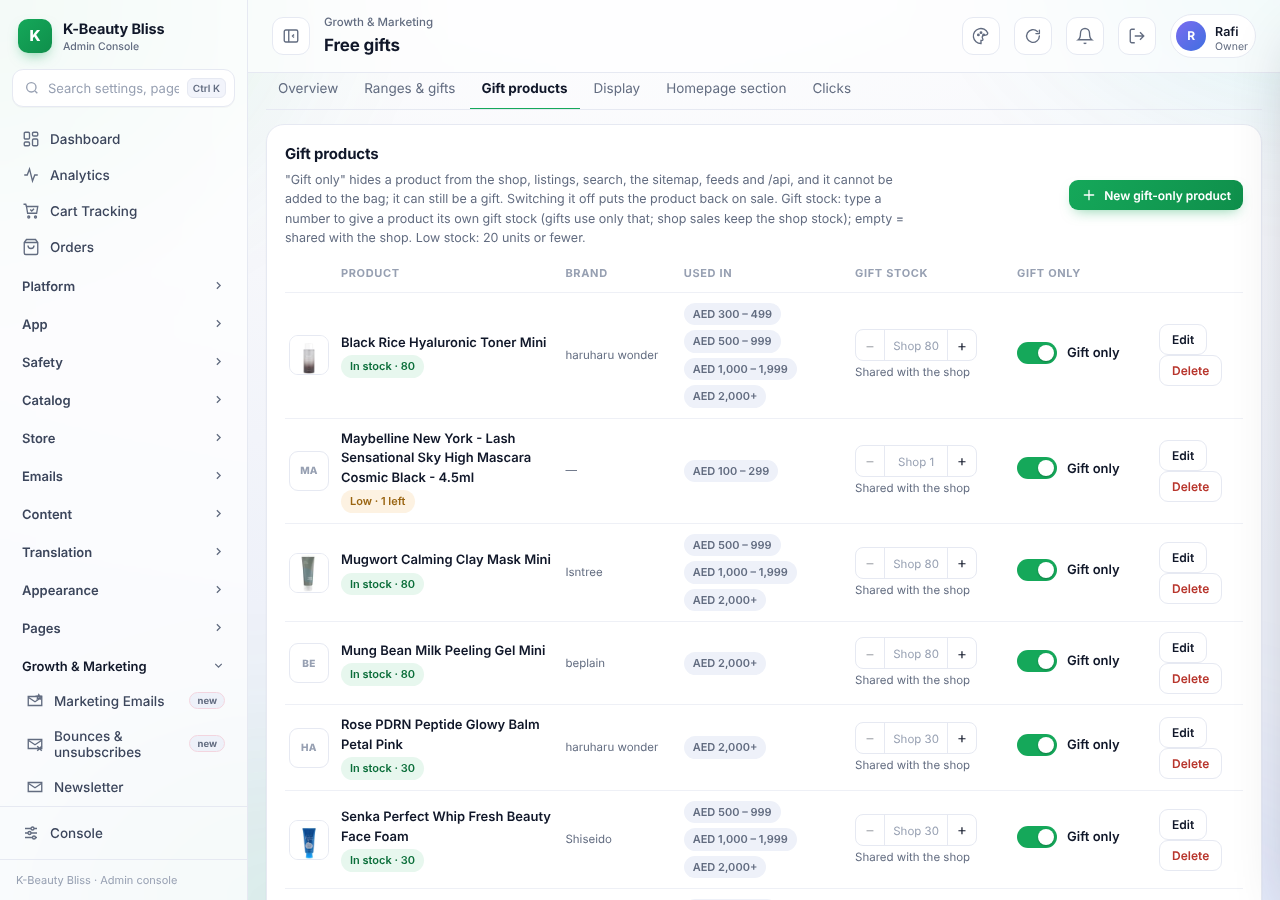 K
K-Beauty Bliss
Admin Console
Search settings, page
Ctrl K
Dashboard
Analytics
Cart Tracking
Orders
Platform
App
Safety
Catalog
Store
Emails
Content
Translation
Appearance
Pages
Growth & Marketing
Marketing Emails
new
Bounces &
unsubscribes
new
Newsletter
Console
K-Beauty Bliss · Admin console
Growth & Marketing
Free gifts
R
Rafi
Owner
Overview
Ranges & gifts
Gift products
Display
Homepage section
Clicks
Gift products
"Gift only" hides a product from the shop, listings, search, the sitemap, feeds and /api, and it cannot be
added to the bag; it can still be a gift. Switching it off puts the product back on sale. Gift stock: type a
number to give a product its own gift stock (gifts use only that; shop sales keep the shop stock); empty =
shared with the shop. Low stock: 20 units or fewer.
+ New gift-only product
PRODUCT
BRAND
USED IN
GIFT STOCK
GIFT ONLY
Black Rice Hyaluronic Toner Mini
In stock · 80
haruharu wonder
AED 300 – 499
AED 500 – 999
AED 1,000 – 1,999
AED 2,000+
− Shop 80 +
Shared with the shop
Gift only
Edit
Delete
MA
Maybelline New York - Lash
Sensational Sky High Mascara
Cosmic Black - 4.5ml
Low · 1 left
—
AED 100 – 299
− Shop 1 +
Shared with the shop
Gift only
Edit
Delete
Mugwort Calming Clay Mask Mini
In stock · 80
Isntree
AED 500 – 999
AED 1,000 – 1,999
AED 2,000+
− Shop 80 +
Shared with the shop
Gift only
Edit
Delete
BE
Mung Bean Milk Peeling Gel Mini
In stock · 80
beplain
AED 2,000+
− Shop 80 +
Shared with the shop
Gift only
Edit
Delete
HA
Rose PDRN Peptide Glowy Balm
Petal Pink
In stock · 30
haruharu wonder
AED 2,000+
− Shop 30 +
Shared with the shop
Gift only
Edit
Delete
Senka Perfect Whip Fresh Beauty
Face Foam
In stock · 30
Shiseido
AED 500 – 999
AED 1,000 – 1,999
AED 2,000+
− Shop 30 +
Shared with the shop
Gift only
Edit
Delete